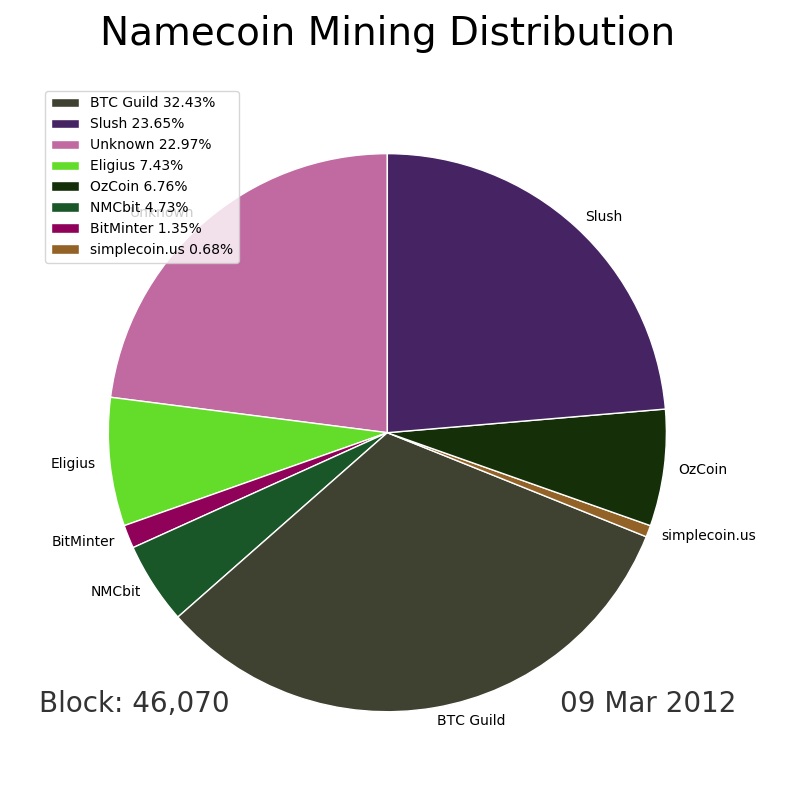 Namecoin Mining Distribution
BTC Guild 32.43%
Slush 23.65%
Unknown 22.97%
Eligius 7.43%
OzCoin 6.76%
NMCbit 4.73%
BitMinter 1.35%
simplecoin.us 0.68%
Unknown
Slush
Eligius
OzCoin
BitMinter
simplecoin.us
NMCbit
Block: 46,070
09 Mar 2012
BTC Guild